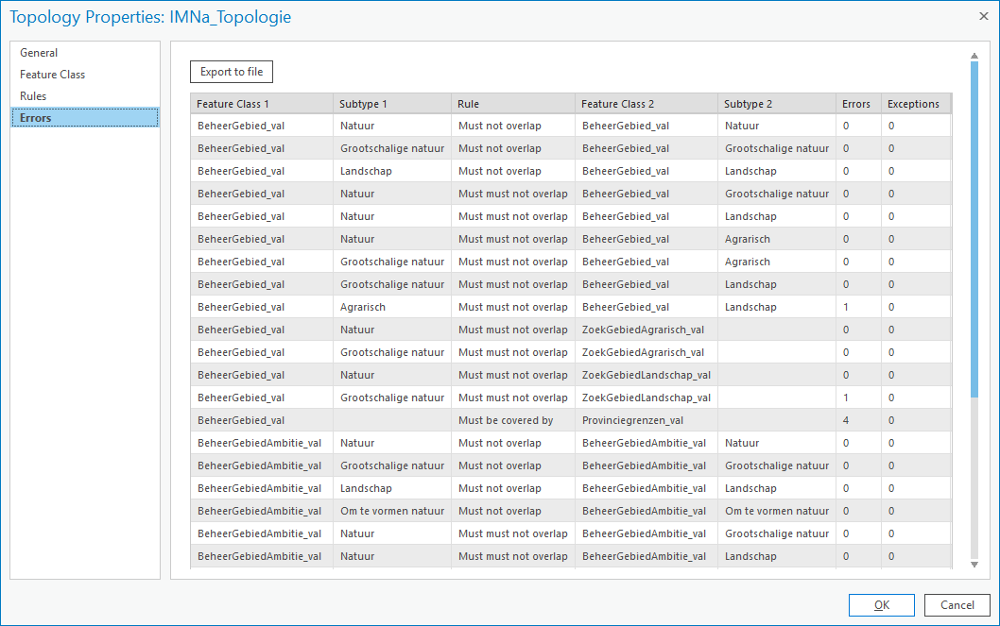 Topology Properties: IMNa_Topologie
General
Feature Class
Rules
Errors
Export to file
Feature Class 1 Subtype 1 Rule Feature Class 2 Subtype 2 Errors Exceptions
BeheerGebied_val Natuur Must not overlap BeheerGebied_val Natuur 0 0
BeheerGebied_val Grootschalige natuur Must not overlap BeheerGebied_val Grootschalige natuur 0 0
BeheerGebied_val Landschap Must not overlap BeheerGebied_val Landschap 0 0
BeheerGebied_val Natuur Must must not overlap BeheerGebied_val Grootschalige natuur 0 0
BeheerGebied_val Natuur Must must not overlap BeheerGebied_val Landschap 0 0
BeheerGebied_val Natuur Must must not overlap BeheerGebied_val Agrarisch 0 0
BeheerGebied_val Grootschalige natuur Must must not overlap BeheerGebied_val Agrarisch 0 0
BeheerGebied_val Grootschalige natuur Must must not overlap BeheerGebied_val Landschap 0 0
BeheerGebied_val Agrarisch Must must not overlap BeheerGebied_val Landschap 1 0
BeheerGebied_val Natuur Must must not overlap ZoekGebiedAgrarisch_val 0 0
BeheerGebied_val Grootschalige natuur Must must not overlap ZoekGebiedAgrarisch_val 0 0
BeheerGebied_val Natuur Must must not overlap ZoekGebiedLandschap_val 0 0
BeheerGebied_val Grootschalige natuur Must must not overlap ZoekGebiedLandschap_val 1 0
BeheerGebied_val Must be covered by Provinciegrenzen_val 4 0
BeheerGebiedAmbitie_val Natuur Must not overlap BeheerGebiedAmbitie_val Natuur 0 0
BeheerGebiedAmbitie_val Grootschalige natuur Must not overlap BeheerGebiedAmbitie_val Grootschalige natuur 0 0
BeheerGebiedAmbitie_val Landschap Must not overlap BeheerGebiedAmbitie_val Landschap 0 0
BeheerGebiedAmbitie_val Om te vormen natuur Must not overlap BeheerGebiedAmbitie_val Om te vormen natuur 0 0
BeheerGebiedAmbitie_val Natuur Must must not overlap BeheerGebiedAmbitie_val Grootschalige natuur 0 0
BeheerGebiedAmbitie_val Natuur Must must not overlap BeheerGebiedAmbitie_val Landschap 0 0
OK Cancel